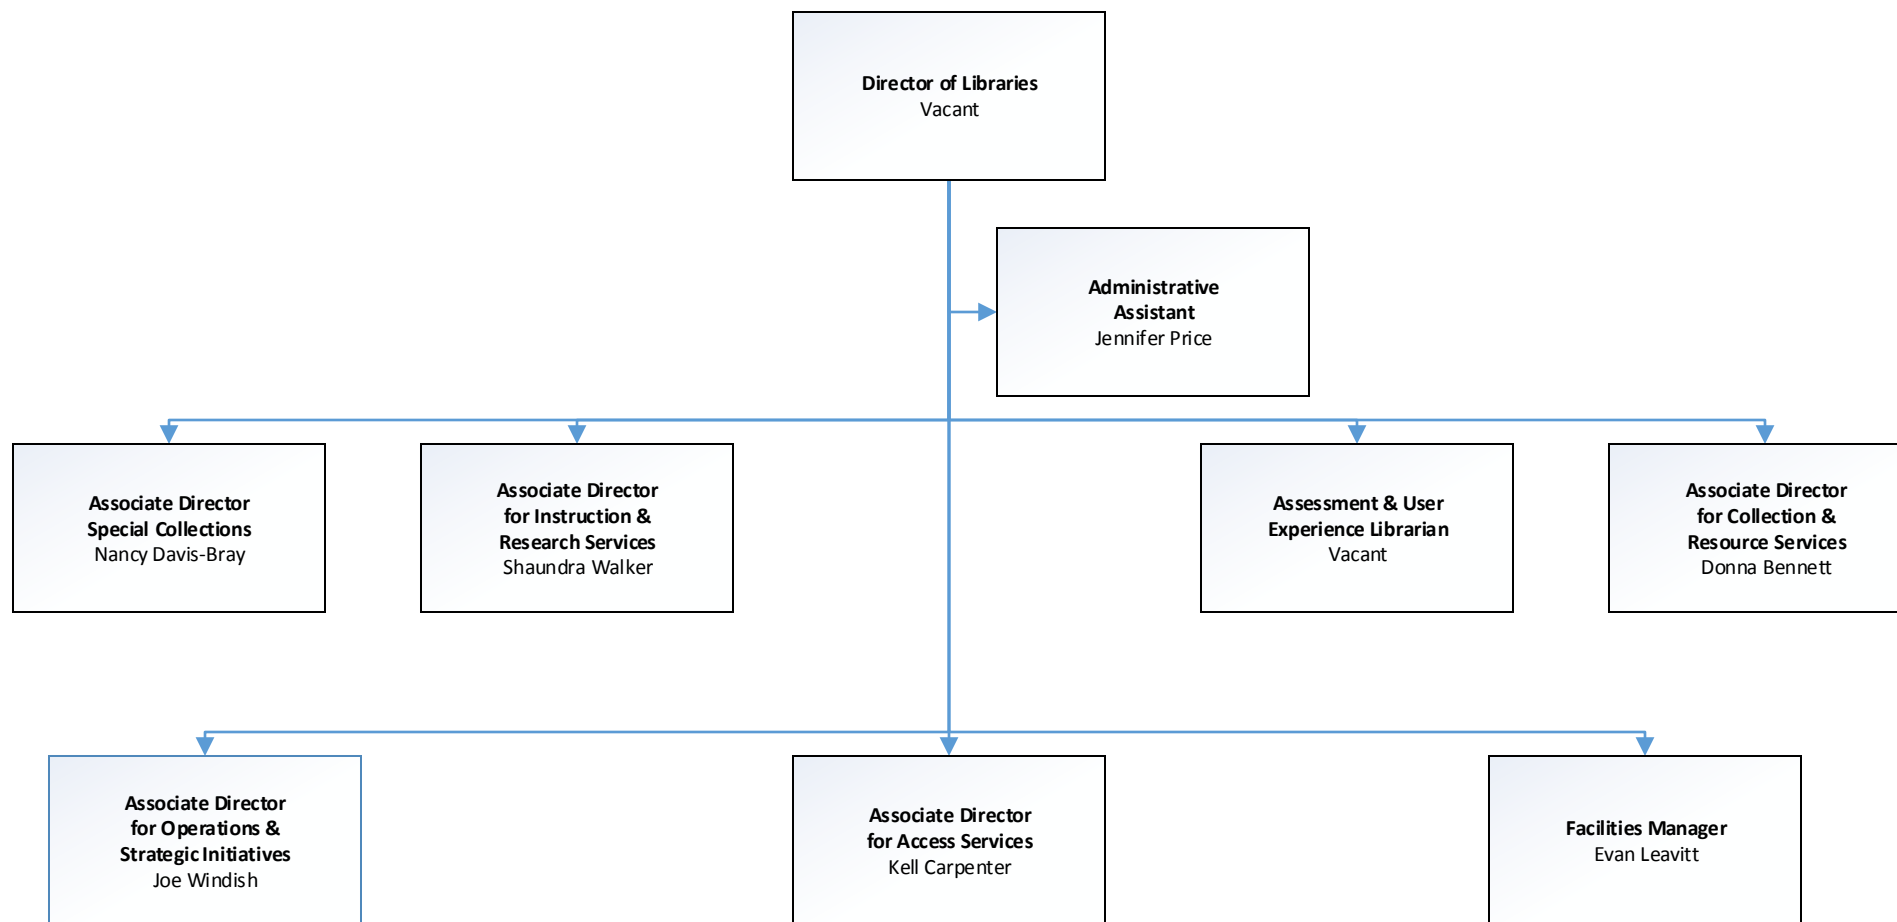 Director of Libraries
Vacant
Administrative
Assistant
Jennifer Price
Associate Director
Special Collections
Nancy Davis-Bray
Associate Director
for Instruction &
Research Services
Shaundra Walker
Assessment & User
Experience Librarian
Vacant
Associate Director
for Collection &
Resource Services
Donna Bennett
Associate Director
for Operations &
Strategic Initiatives
Joe Windish
Associate Director
for Access Services
Kell Carpenter
Facilities Manager
Evan Leavitt